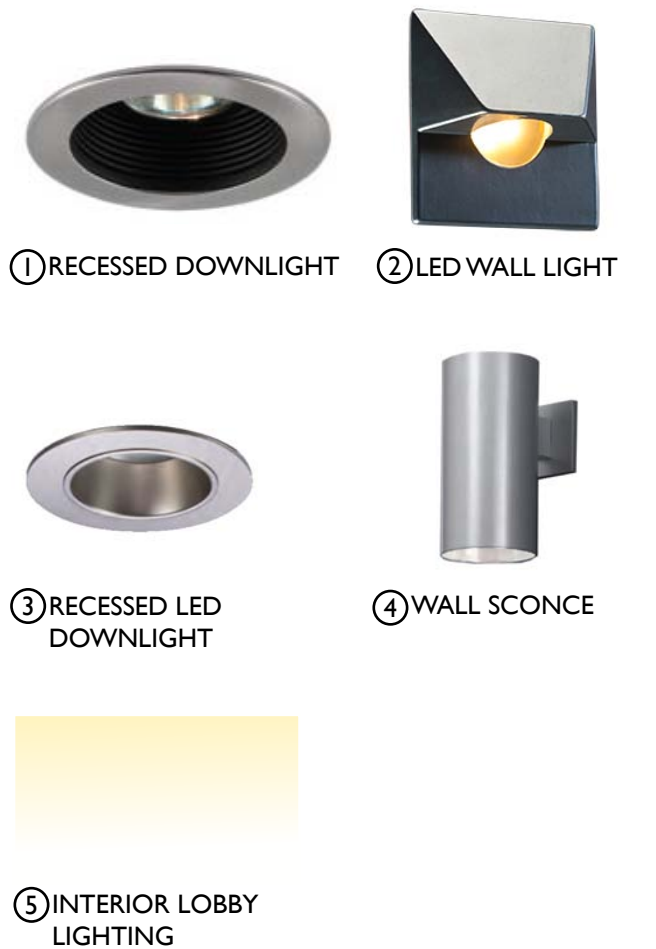 ① RECESSED DOWNLIGHT
② LED WALL LIGHT
③ RECESSED LED
DOWNLIGHT
④ WALL SCONCE
⑤ INTERIOR LOBBY
LIGHTING